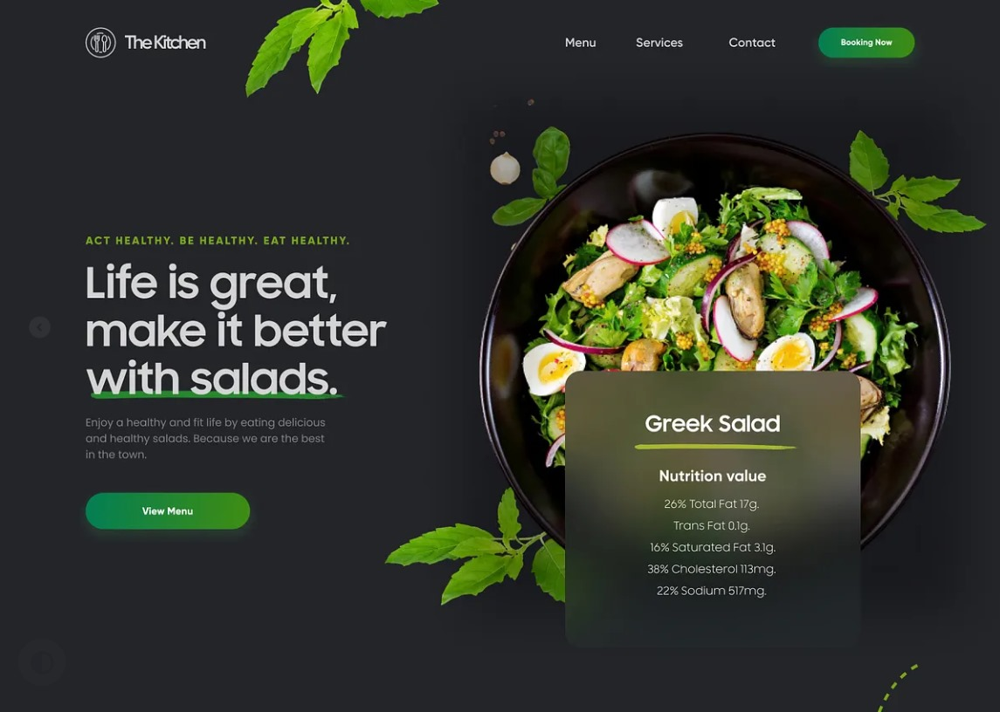 The Kitchen
Menu
Services
Contact
Booking Now
ACT HEALTHY. BE HEALTHY. EAT HEALTHY.
Life is great,
make it better
with salads.
Enjoy a healthy and fit life by eating delicious
and healthy salads. Because we are the best
in the town.
View Menu
Greek Salad
Nutrition value
26% Total Fat 17g.
Trans Fat 0.1g.
16% Saturated Fat 3.1g.
38% Cholesterol 113mg.
22% Sodium 517mg.